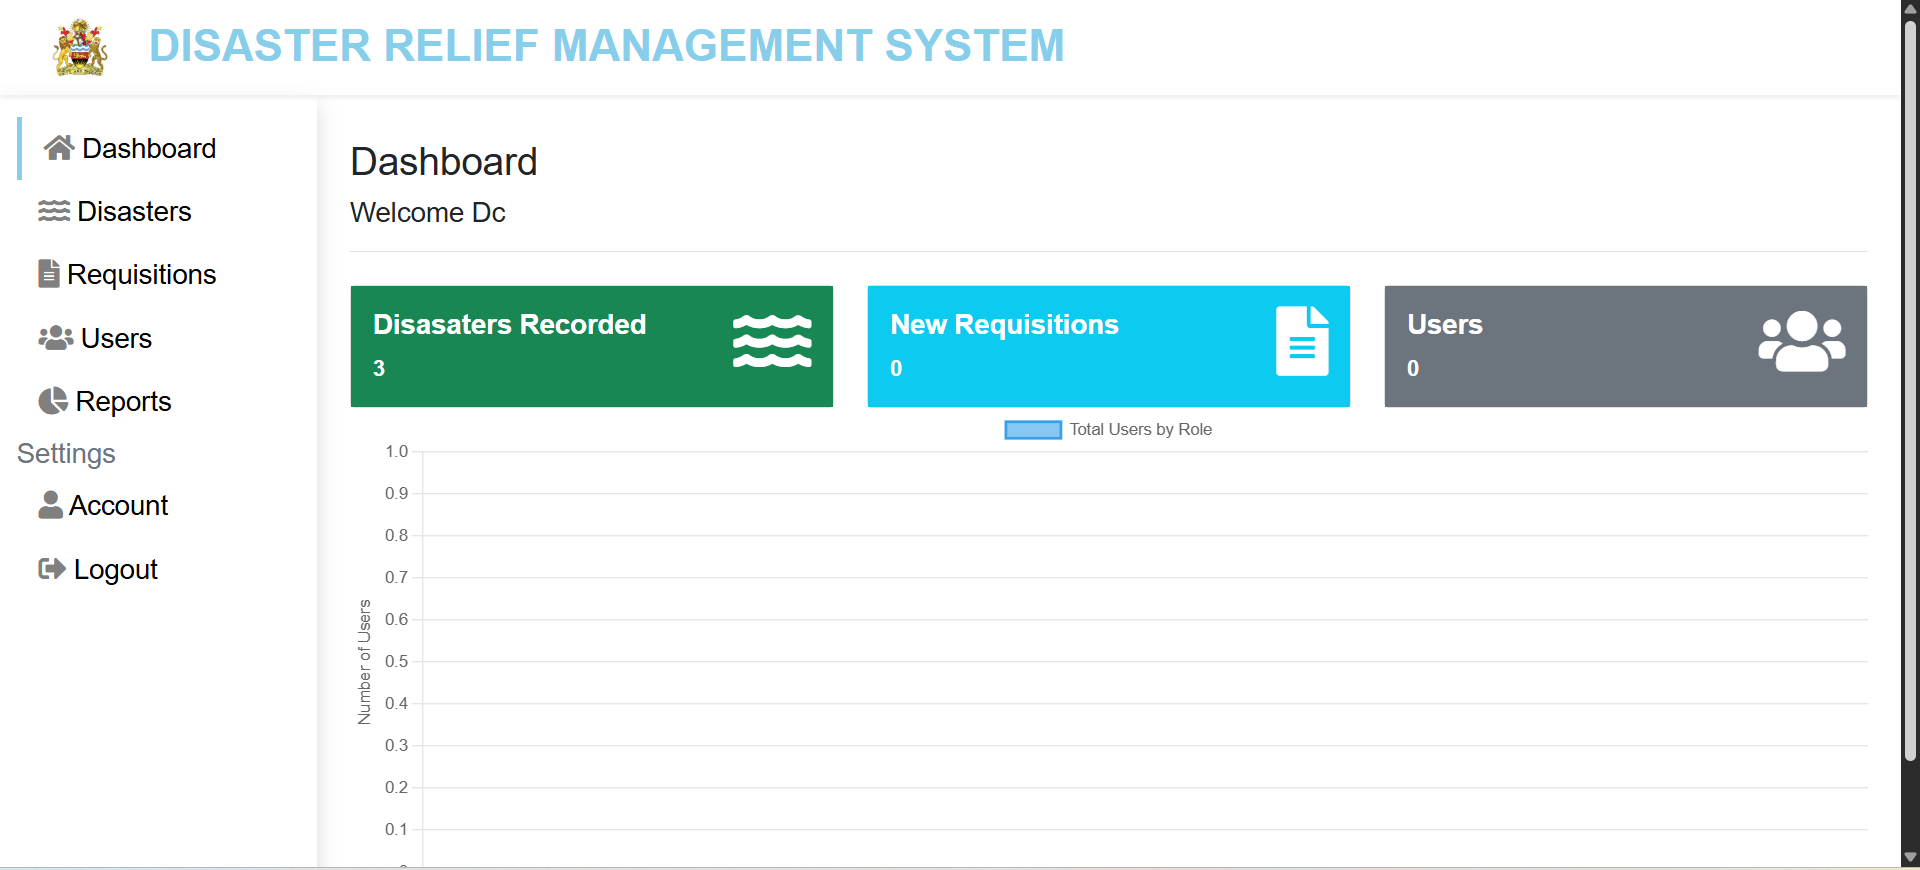 DISASTER RELIEF MANAGEMENT SYSTEM
Dashboard
Disasters
Requisitions
Users
Reports
Settings
Account
Logout
Dashboard
Welcome Dc
Disasaters Recorded
3
New Requisitions
0
Users
0
Total Users by Role
Number of Users
1.0
0.9
0.8
0.7
0.6
0.5
0.4
0.3
0.2
0.1